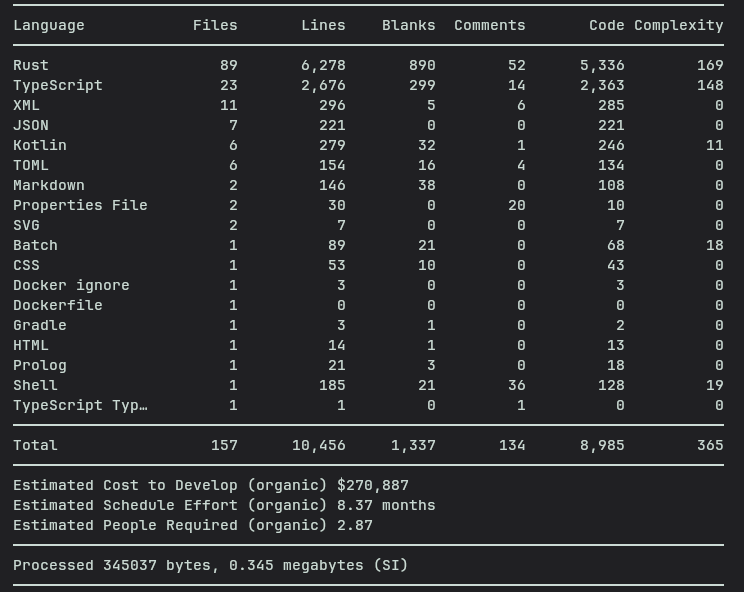 Language Files Lines Blanks Comments Code Complexity
Rust 89 6,278 890 52 5,336 169
TypeScript 23 2,676 299 14 2,363 148
XML 11 296 5 6 285 0
JSON 7 221 0 0 221 0
Kotlin 6 279 32 1 246 11
TOML 6 154 16 4 134 0
Markdown 2 146 38 0 108 0
Properties File 2 30 0 20 10 0
SVG 2 7 0 0 7 0
Batch 1 89 21 0 68 18
CSS 1 53 10 0 43 0
Docker ignore 1 3 0 0 3 0
Dockerfile 1 0 0 0 0 0
Gradle 1 3 1 0 2 0
HTML 1 14 1 0 13 0
Prolog 1 21 3 0 18 0
Shell 1 185 21 36 128 19
TypeScript Typ… 1 1 0 1 0 0
Total 157 10,456 1,337 134 8,985 365
Estimated Cost to Develop (organic) $270,887
Estimated Schedule Effort (organic) 8.37 months
Estimated People Required (organic) 2.87
Processed 345037 bytes, 0.345 megabytes (SI)